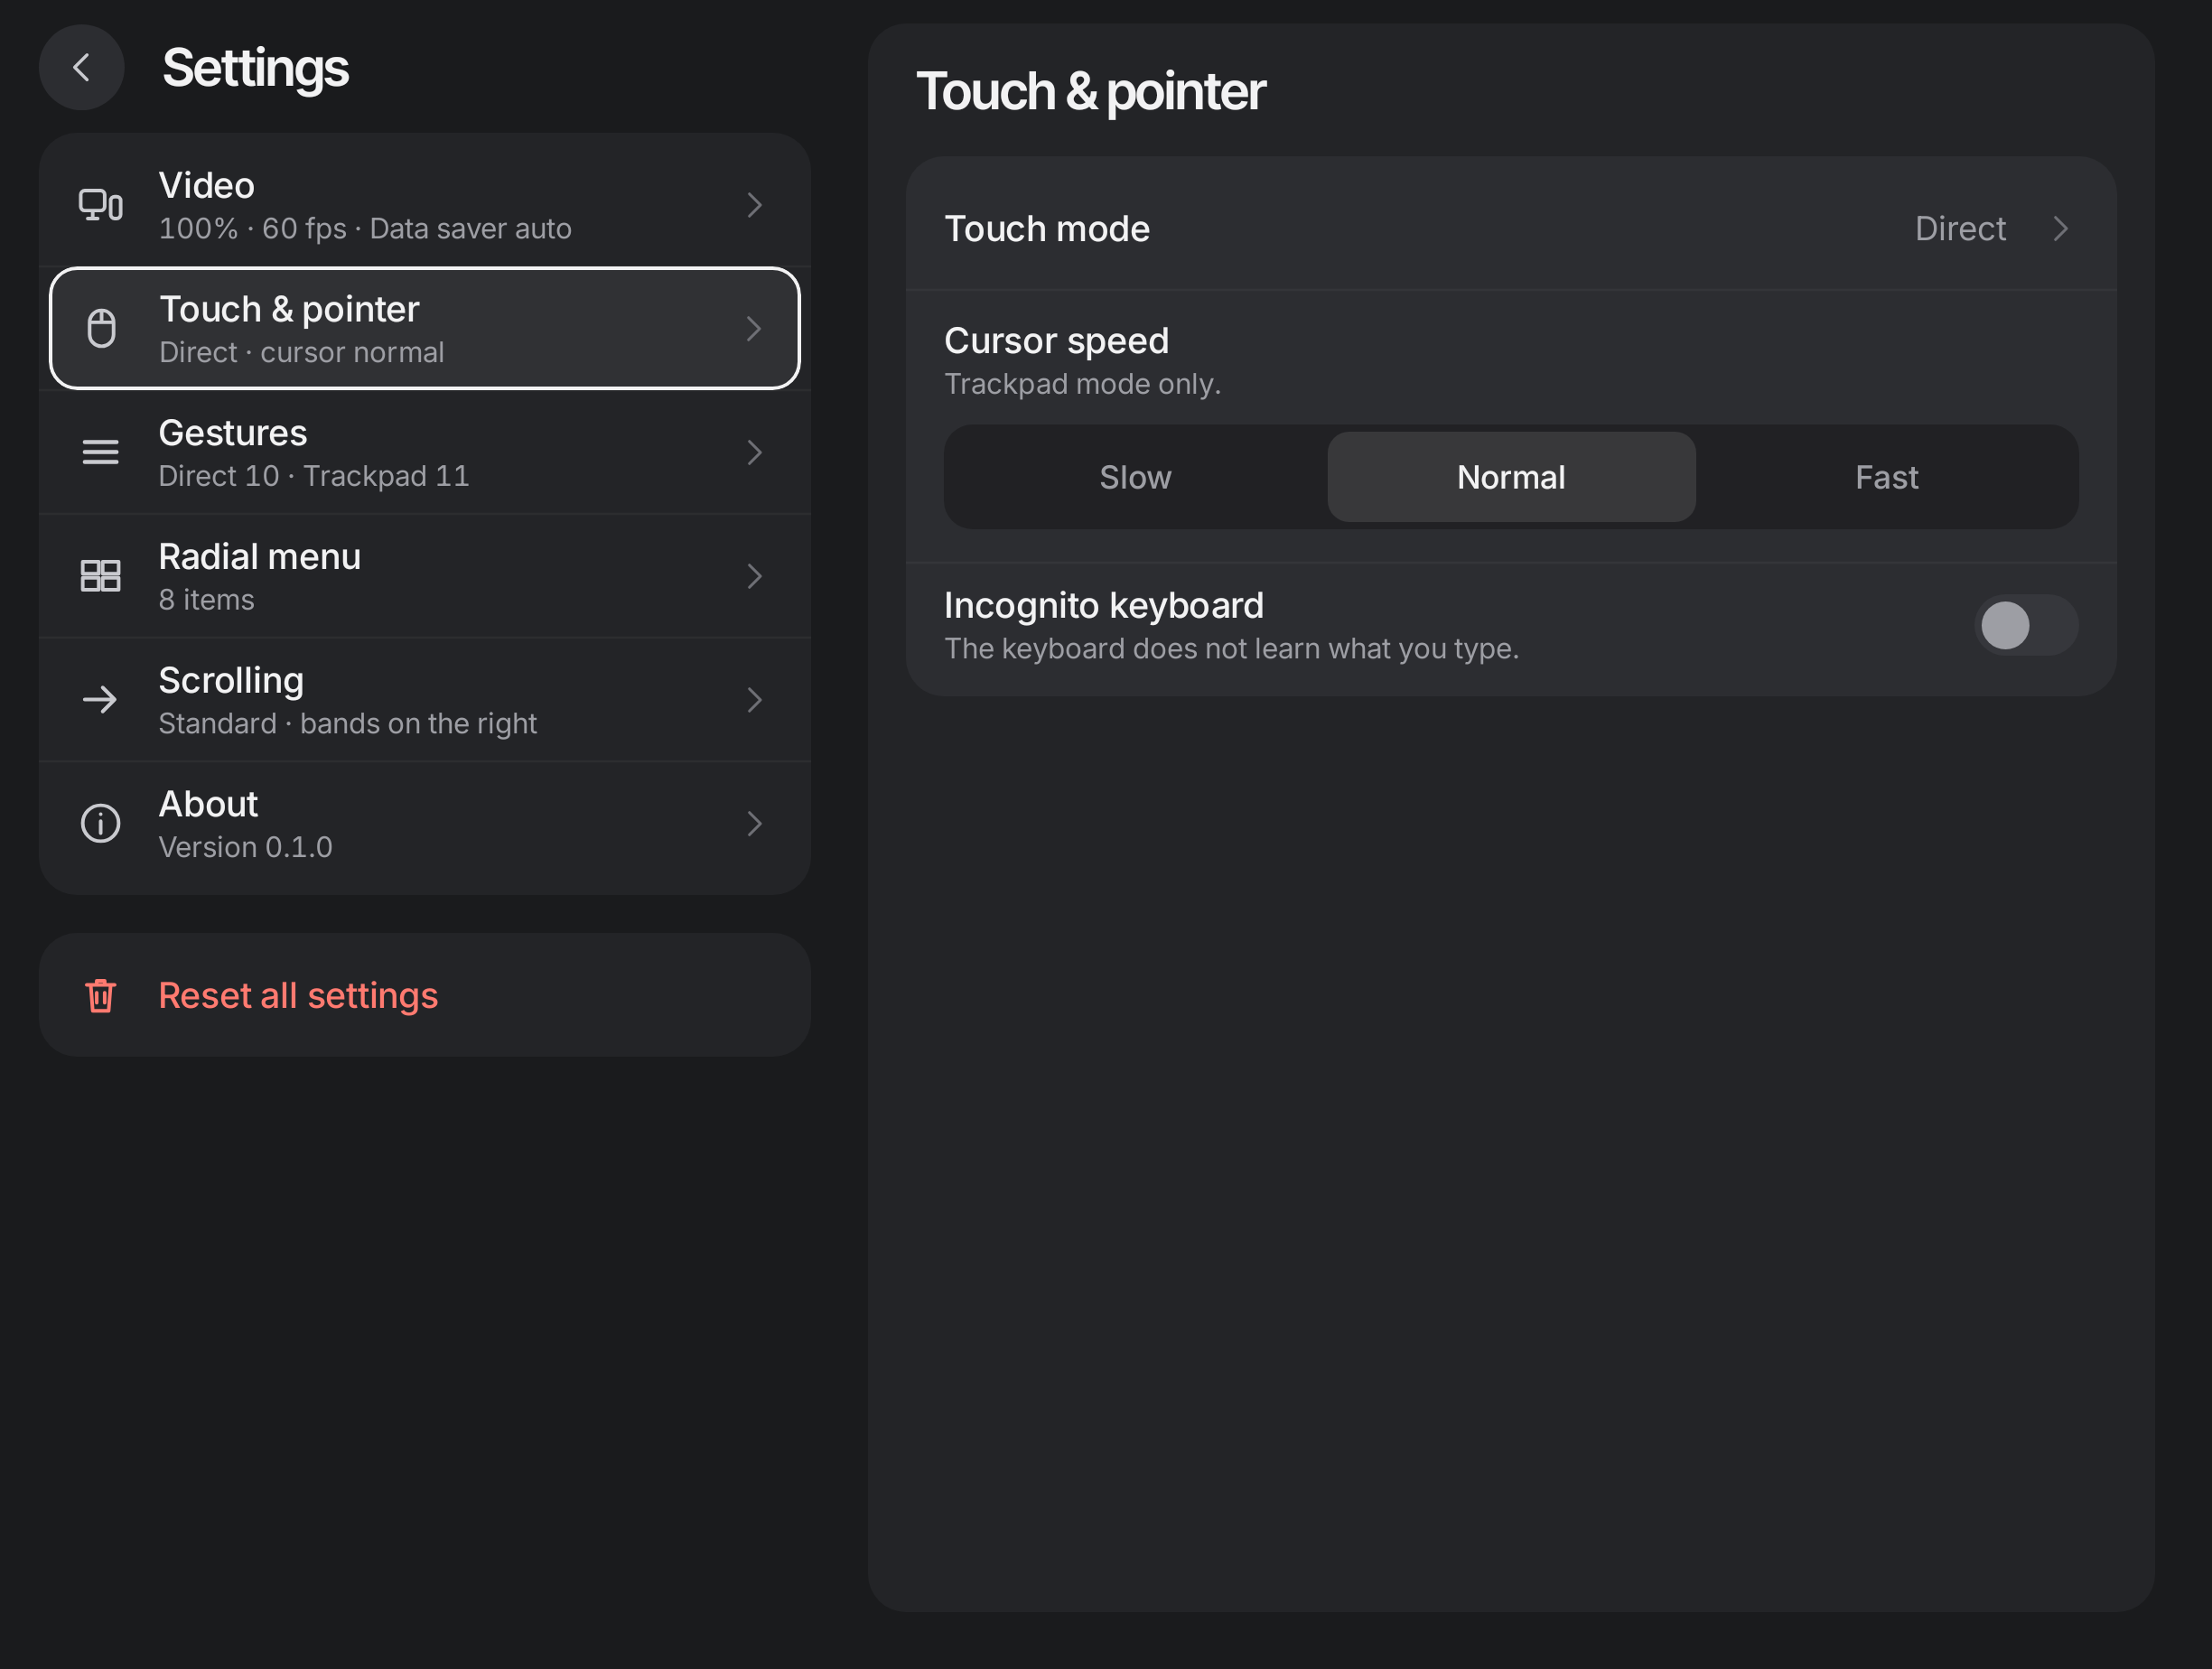 Settings
Video
100% · 60 fps · Data saver auto
Touch & pointer
Direct · cursor normal
Gestures
Direct 10 · Trackpad 11
Radial menu
8 items
Scrolling
Standard · bands on the right
About
Version 0.1.0
Reset all settings
Touch & pointer
Touch mode
Direct
Cursor speed
Trackpad mode only.
Slow
Normal
Fast
Incognito keyboard
The keyboard does not learn what you type.